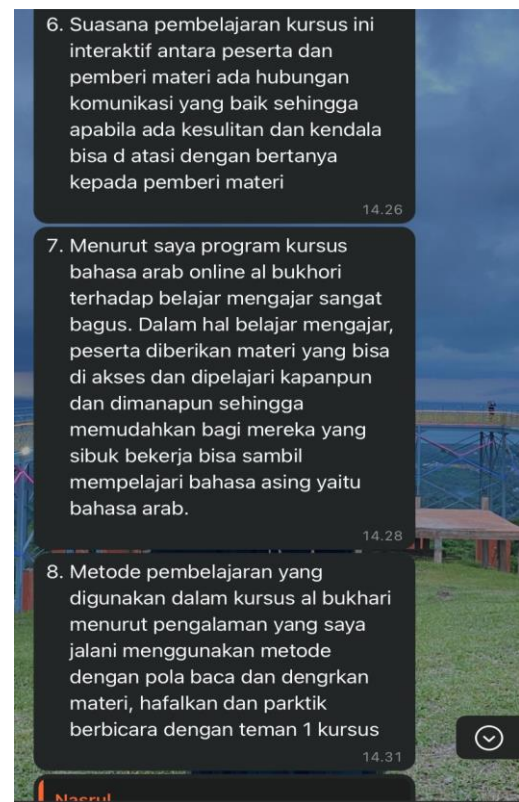 6. Suasana pembelajaran kursus ini
interaktif antara peserta dan
pemberi materi ada hubungan
komunikasi yang baik sehingga
apabila ada kesulitan dan kendala
bisa d atasi dengan bertanya
kepada pemberi materi
14.26
7. Menurut saya program kursus
bahasa arab online al bukhori
terhadap belajar mengajar sangat
bagus. Dalam hal belajar mengajar,
peserta diberikan materi yang bisa
di akses dan dipelajari kapanpun
dan dimanapun sehingga
memudahkan bagi mereka yang
sibuk bekerja bisa sambil
mempelajari bahasa asing yaitu
bahasa arab.
14.28
8. Metode pembelajaran yang
digunakan dalam kursus al bukhari
menurut pengalaman yang saya
jalani menggunakan metode
dengan pola baca dan dengrkan
materi, hafalkan dan parktik
berbicara dengan teman 1 kursus
14.31
Nasrul